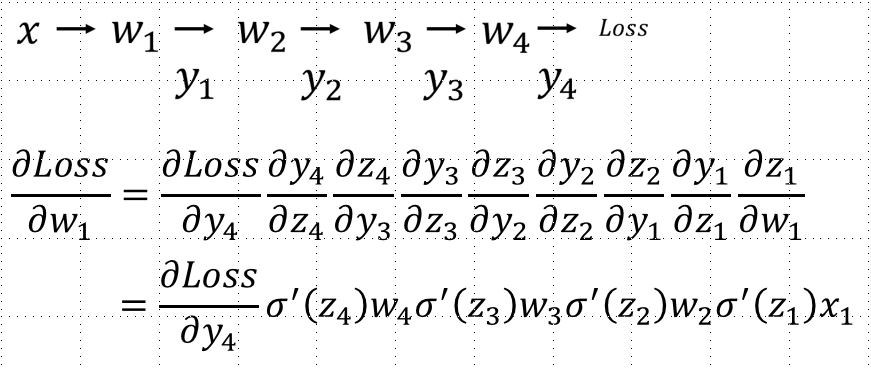 x → w₁ → w₂ → w₃ → w₄ → Loss
y₁ y₂ y₃ y₄
∂Loss/∂w₁ = ∂Loss/∂y₄ ∂y₄/∂z₄ ∂z₄/∂y₃ ∂y₃/∂z₃ ∂z₃/∂y₂ ∂y₂/∂z₂ ∂z₂/∂y₁ ∂y₁/∂z₁ ∂z₁/∂w₁
= ∂Loss/∂y₄ σ′(z₄)w₄σ′(z₃)w₃σ′(z₂)w₂σ′(z₁)x₁